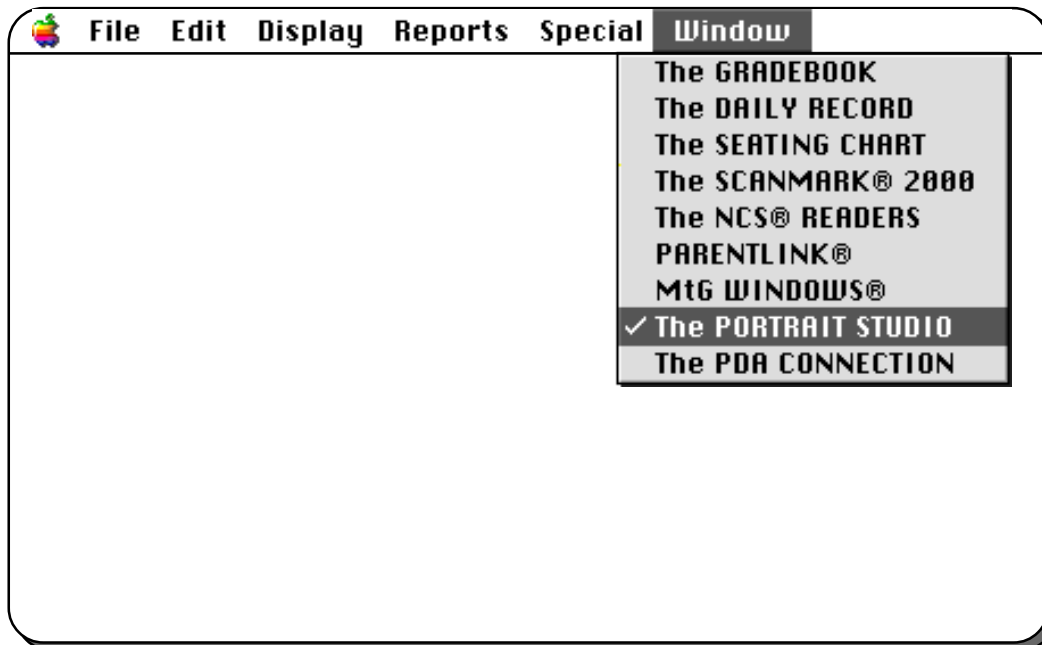 File Edit Display Reports Special Window
The GRADEBOOK
The DAILY RECORD
The SEATING CHART
The SCANMARK® 2000
The NCS® READERS
PARENTLINK®
MtG WINDOWS®
✓ The PORTRAIT STUDIO
The PDA CONNECTION